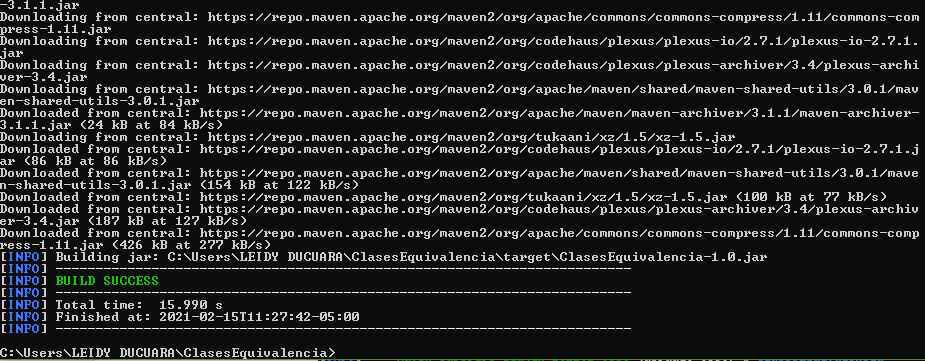 -3.1.1.jar
Downloading from central: https://repo.maven.apache.org/maven2/org/apache/commons/commons-compress/1.11/commons-com
press-1.11.jar
Downloading from central: https://repo.maven.apache.org/maven2/org/codehaus/plexus/plexus-io/2.7.1/plexus-io-2.7.1.
jar
Downloading from central: https://repo.maven.apache.org/maven2/org/codehaus/plexus/plexus-archiver/3.4/plexus-archi
ver-3.4.jar
Downloading from central: https://repo.maven.apache.org/maven2/org/apache/maven/shared/maven-shared-utils/3.0.1/mav
en-shared-utils-3.0.1.jar
Downloaded from central: https://repo.maven.apache.org/maven2/org/apache/maven/maven-archiver/3.1.1/maven-archiver-
3.1.1.jar (24 kB at 84 kB/s)
Downloading from central: https://repo.maven.apache.org/maven2/org/tukaani/xz/1.5/xz-1.5.jar
Downloaded from central: https://repo.maven.apache.org/maven2/org/codehaus/plexus/plexus-io/2.7.1/plexus-io-2.7.1.j
ar (86 kB at 86 kB/s)
Downloaded from central: https://repo.maven.apache.org/maven2/org/apache/maven/shared/maven-shared-utils/3.0.1/mave
n-shared-utils-3.0.1.jar (154 kB at 122 kB/s)
Downloaded from central: https://repo.maven.apache.org/maven2/org/tukaani/xz/1.5/xz-1.5.jar (100 kB at 77 kB/s)
Downloaded from central: https://repo.maven.apache.org/maven2/org/codehaus/plexus/plexus-archiver/3.4/plexus-archiv
er-3.4.jar (187 kB at 127 kB/s)
Downloaded from central: https://repo.maven.apache.org/maven2/org/apache/commons/commons-compress/1.11/commons-comp
ress-1.11.jar (426 kB at 277 kB/s)
[INFO] Building jar: C:\Users\LEIDY DUCUARA\ClasesEquivalencia\target\ClasesEquivalencia-1.0.jar
[INFO] ------------------------------------------------------------------------
[INFO] BUILD SUCCESS
[INFO] ------------------------------------------------------------------------
[INFO] Total time:  15.990 s
[INFO] Finished at: 2021-02-15T11:27:42-05:00
[INFO] ------------------------------------------------------------------------
C:\Users\LEIDY DUCUARA\ClasesEquivalencia>